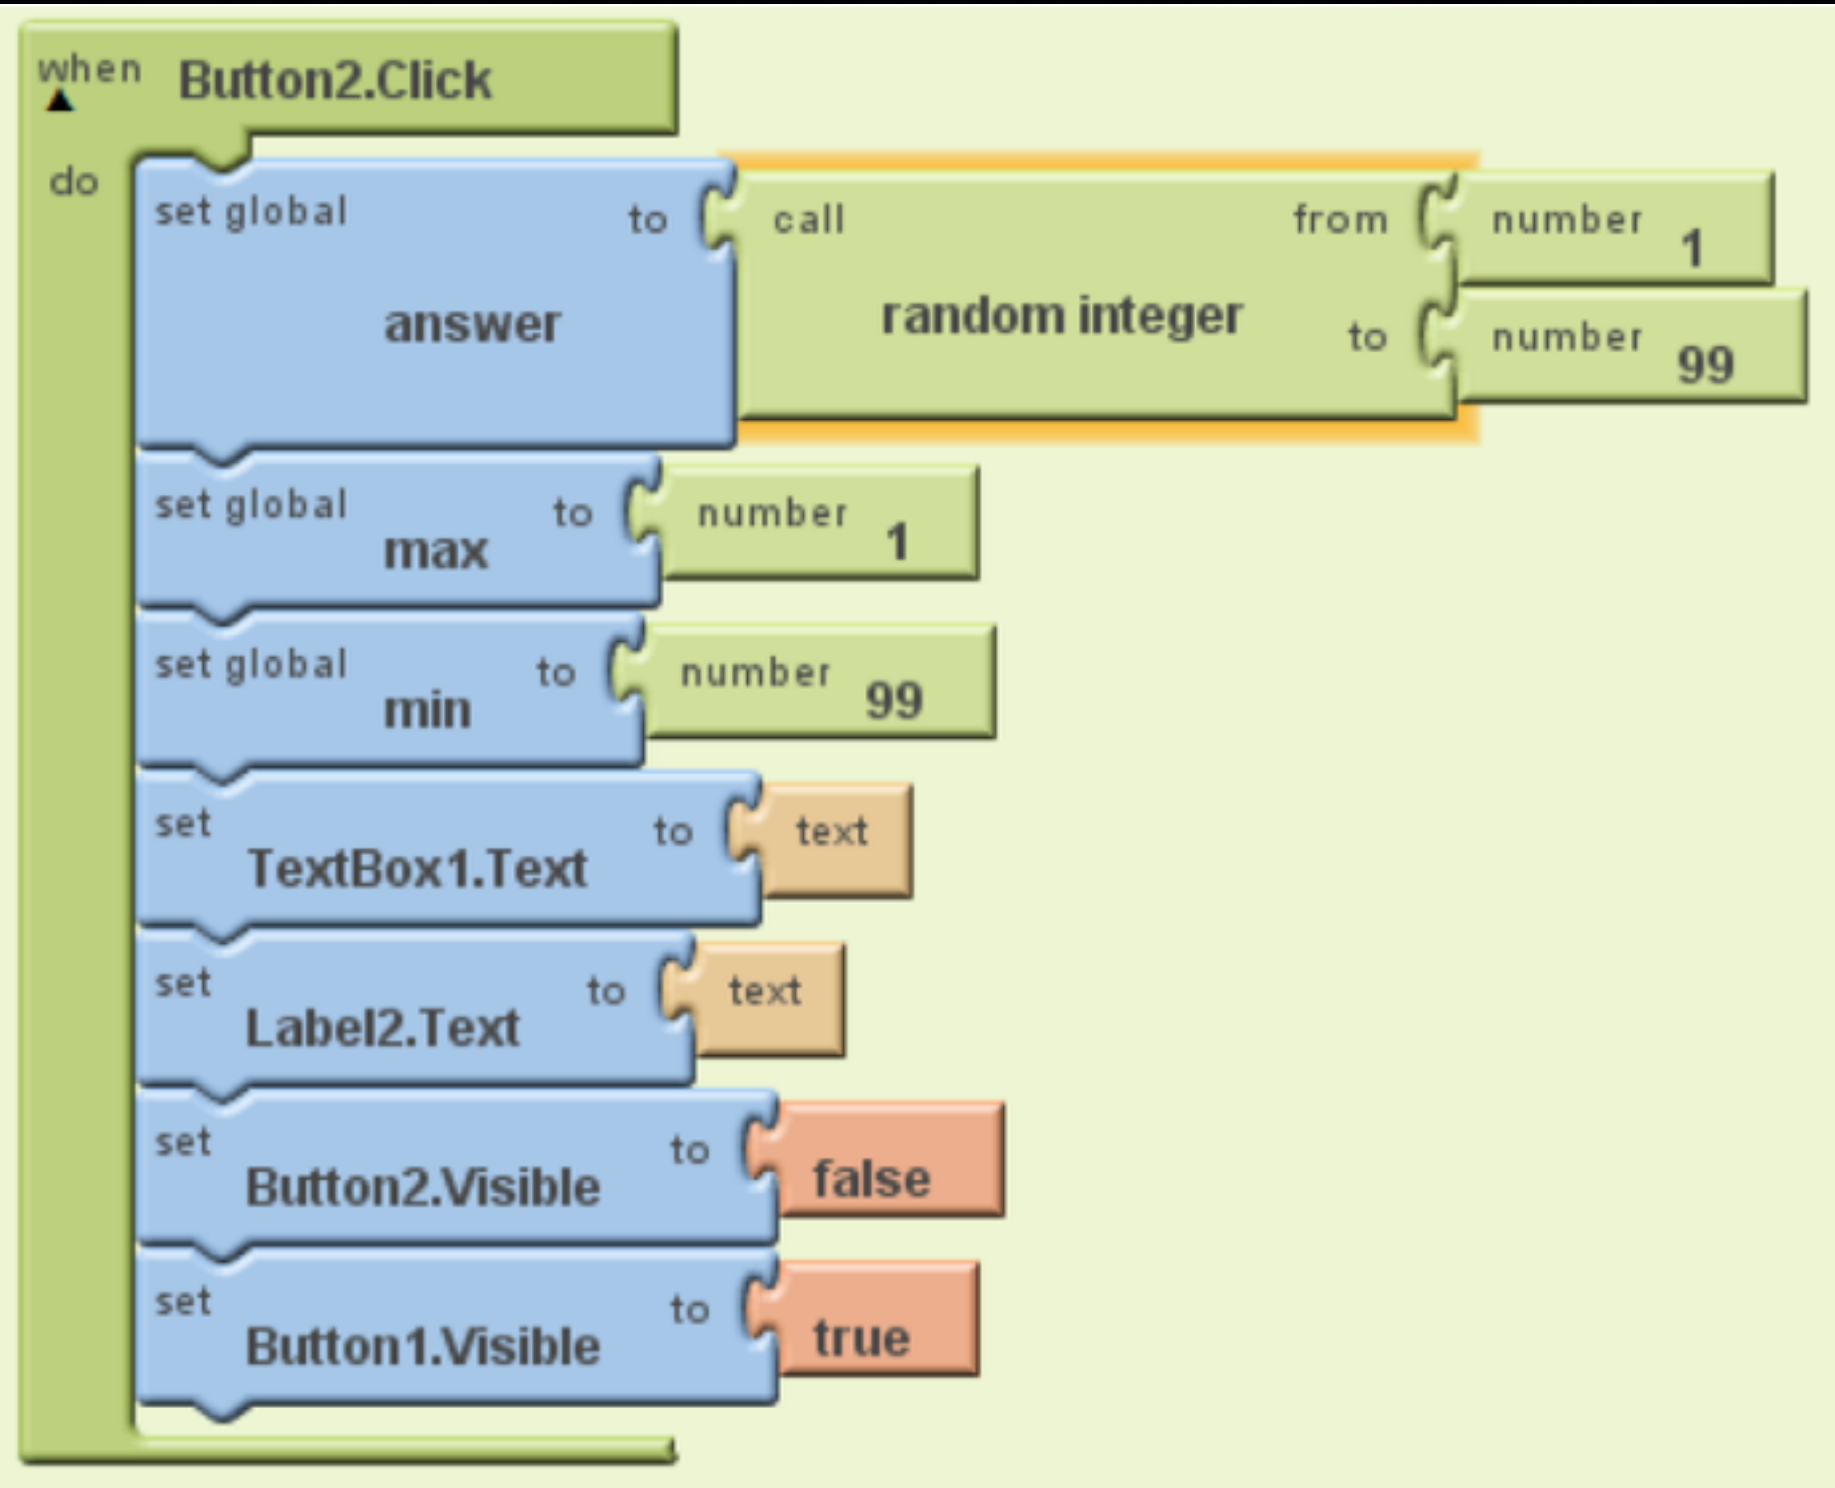 when Button2.Click
do
set global answer to call random integer from number 1
to number 99
set global max to number 1
set global min to number 99
set TextBox1.Text to text
set Label2.Text to text
set Button2.Visible to false
set Button1.Visible to true